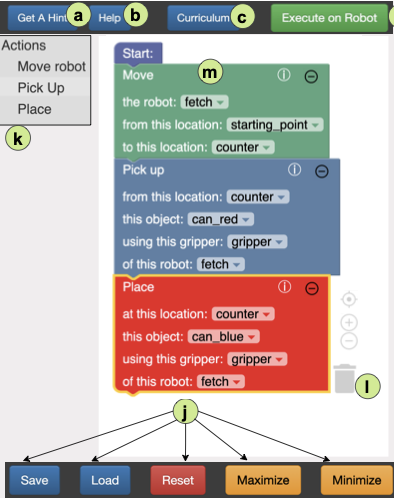 Get A Hint a Help b Curriculum c Execute on Robot
Actions
Move robot
Pick Up
Place
k
Start:
Move m
the robot: fetch
from this location: starting_point
to this location: counter
Pick up
from this location: counter
this object: can_red
using this gripper: gripper
of this robot: fetch
Place
at this location: counter
this object: can_blue
using this gripper: gripper
of this robot: fetch
l
j
Save Load Reset Maximize Minimize